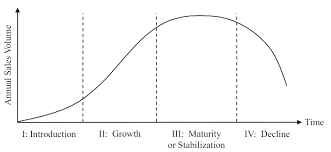 Annual Sales Volume
Time
I: Introduction
II: Growth
III: Maturity
or Stabilization
IV: Decline